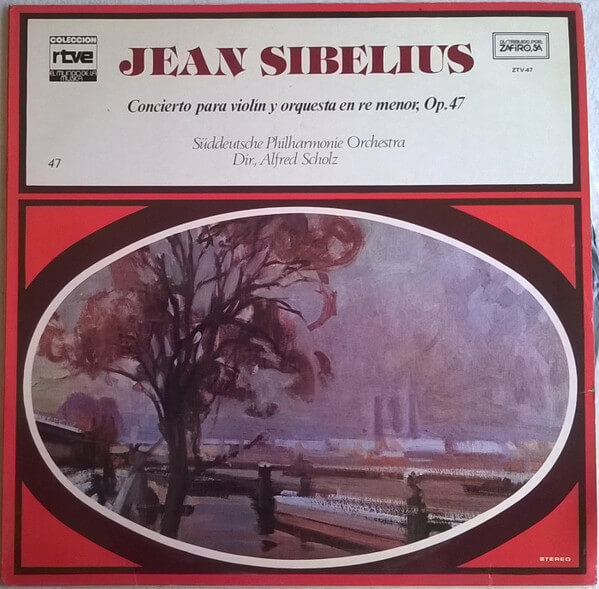 COLECCION
rtve
EL MUNDO DE LA
MUSICA
JEAN SIBELIUS
DISTRIBUIDO POR:
ZAFIRO, SA
ZTV-47
Concierto para violín y orquesta en re menor, Op. 47
Süddeutsche Philharmonie Orchestra
Dir., Alfred Scholz
47
STEREO